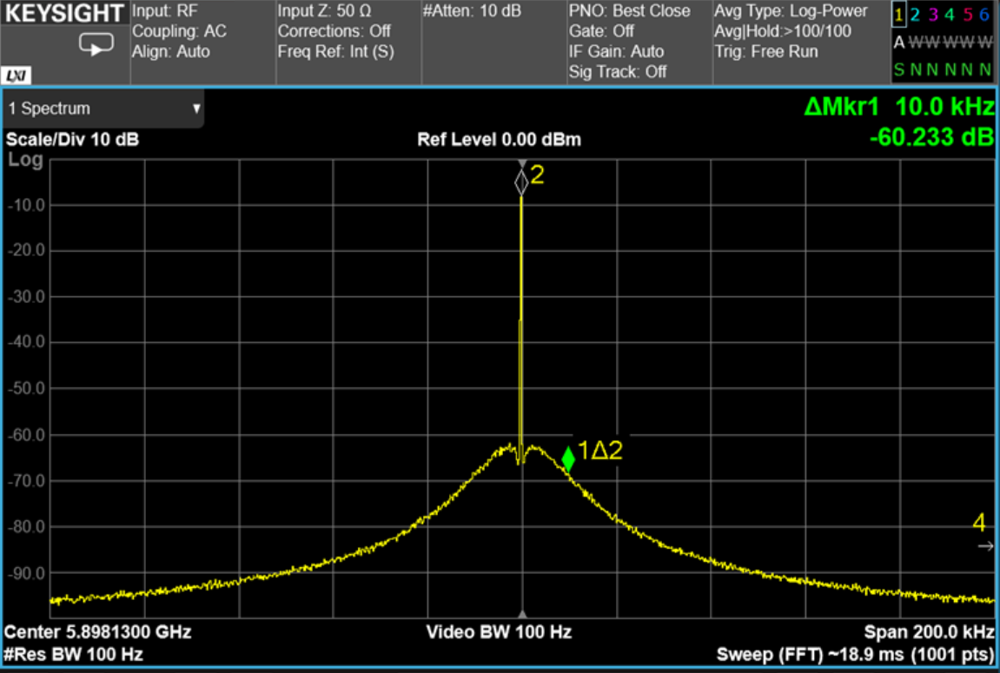 KEYSIGHT
LXI
Input: RF
Coupling: AC
Align: Auto
Input Z: 50 Ω
Corrections: Off
Freq Ref: Int (S)
#Atten: 10 dB
PNO: Best Close
Gate: Off
IF Gain: Auto
Sig Track: Off
Avg Type: Log-Power
Avg|Hold:>100/100
Trig: Free Run
1 2 3 4 5 6
A W W W W W
S N N N N N
1 Spectrum
ΔMkr1 10.0 kHz
-60.233 dB
Scale/Div 10 dB
Ref Level 0.00 dBm
Log
2
-10.0
-20.0
-30.0
-40.0
-50.0
-60.0
1Δ2
-70.0
-80.0
4
-90.0
Center 5.8981300 GHz
Video BW 100 Hz
Span 200.0 kHz
#Res BW 100 Hz
Sweep (FFT) ~18.9 ms (1001 pts)